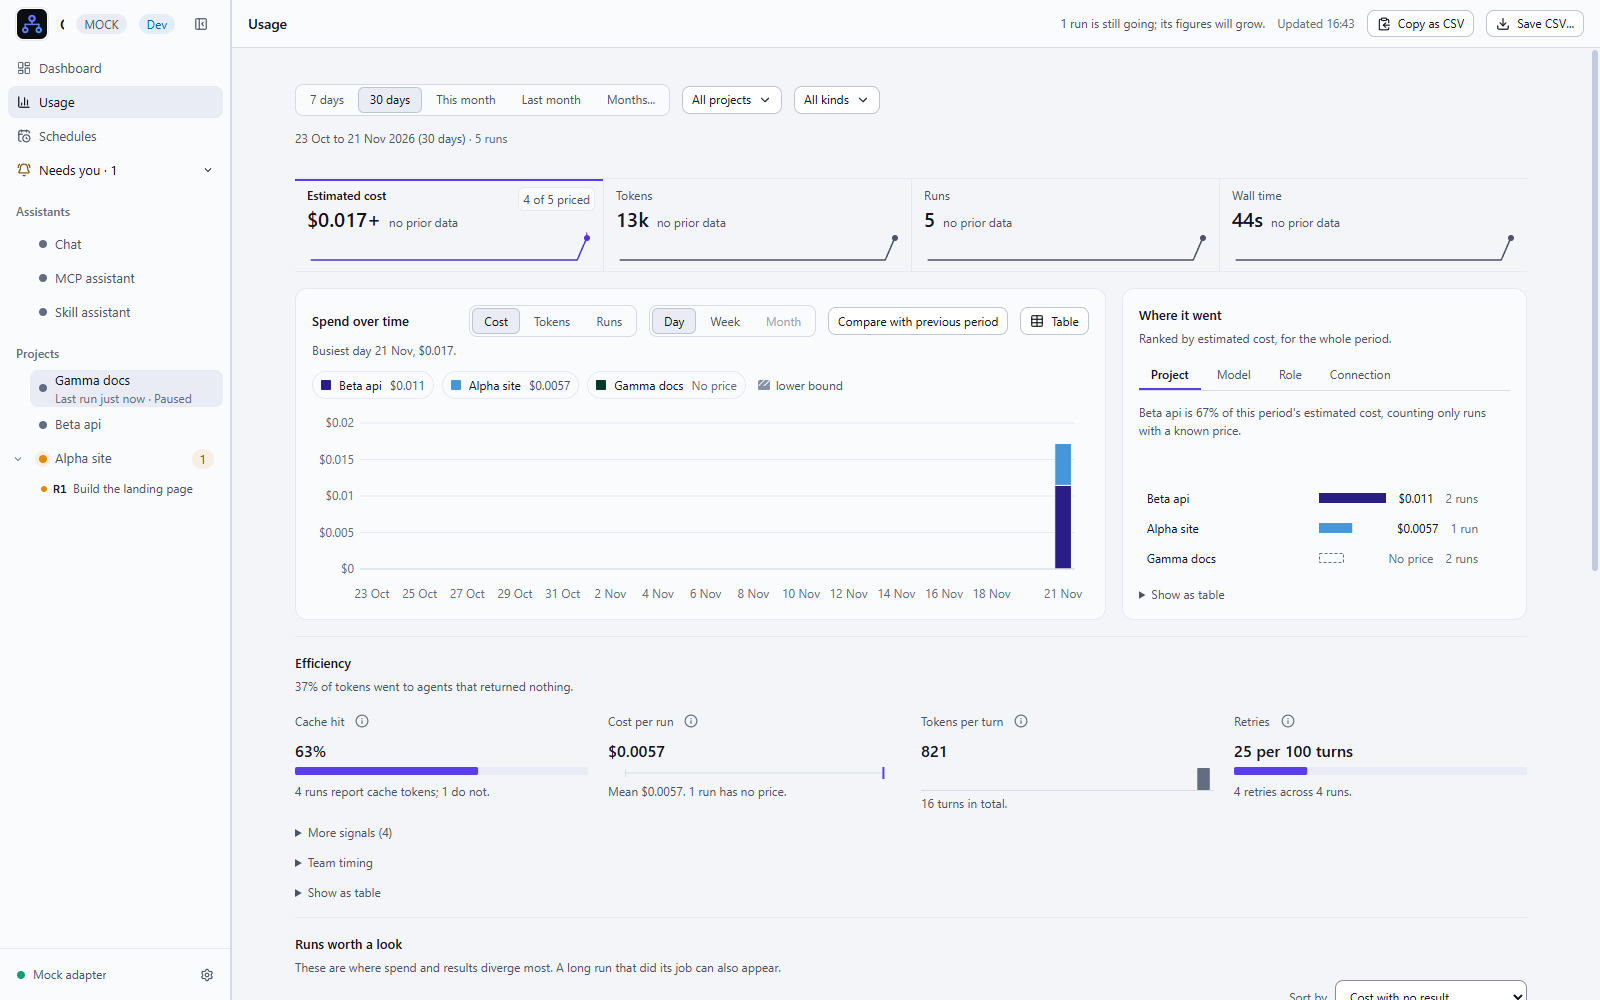 MOCK
Dev
Usage
1 run is still going; its figures will grow.
Updated 16:43
Copy as CSV
Save CSV...
Dashboard
Usage
Schedules
Needs you · 1
Assistants
Chat
MCP assistant
Skill assistant
Projects
Gamma docs
Last run just now · Paused
Beta api
Alpha site
1
R1 Build the landing page
Mock adapter
7 days
30 days
This month
Last month
Months...
All projects
All kinds
23 Oct to 21 Nov 2026 (30 days) · 5 runs
Estimated cost
4 of 5 priced
$0.017+ no prior data
Tokens
13k no prior data
Runs
5 no prior data
Wall time
44s no prior data
Spend over time
Cost
Tokens
Runs
Day
Week
Month
Compare with previous period
Table
Busiest day 21 Nov, $0.017.
Beta api $0.011
Alpha site $0.0057
Gamma docs No price
lower bound
$0.02
$0.015
$0.01
$0.005
$0
23 Oct
25 Oct
27 Oct
29 Oct
31 Oct
2 Nov
4 Nov
6 Nov
8 Nov
10 Nov
12 Nov
14 Nov
16 Nov
18 Nov
21 Nov
Where it went
Ranked by estimated cost, for the whole period.
Project
Model
Role
Connection
Beta api is 67% of this period's estimated cost, counting only runs
with a known price.
Beta api $0.011 2 runs
Alpha site $0.0057 1 run
Gamma docs No price 2 runs
Show as table
Efficiency
37% of tokens went to agents that returned nothing.
Cache hit
63%
4 runs report cache tokens; 1 do not.
Cost per run
$0.0057
Mean $0.0057. 1 run has no price.
Tokens per turn
821
16 turns in total.
Retries
25 per 100 turns
4 retries across 4 runs.
More signals (4)
Team timing
Show as table
Runs worth a look
These are where spend and results diverge most. A long run that did its job can also appear.
Sort by
Cost with no result